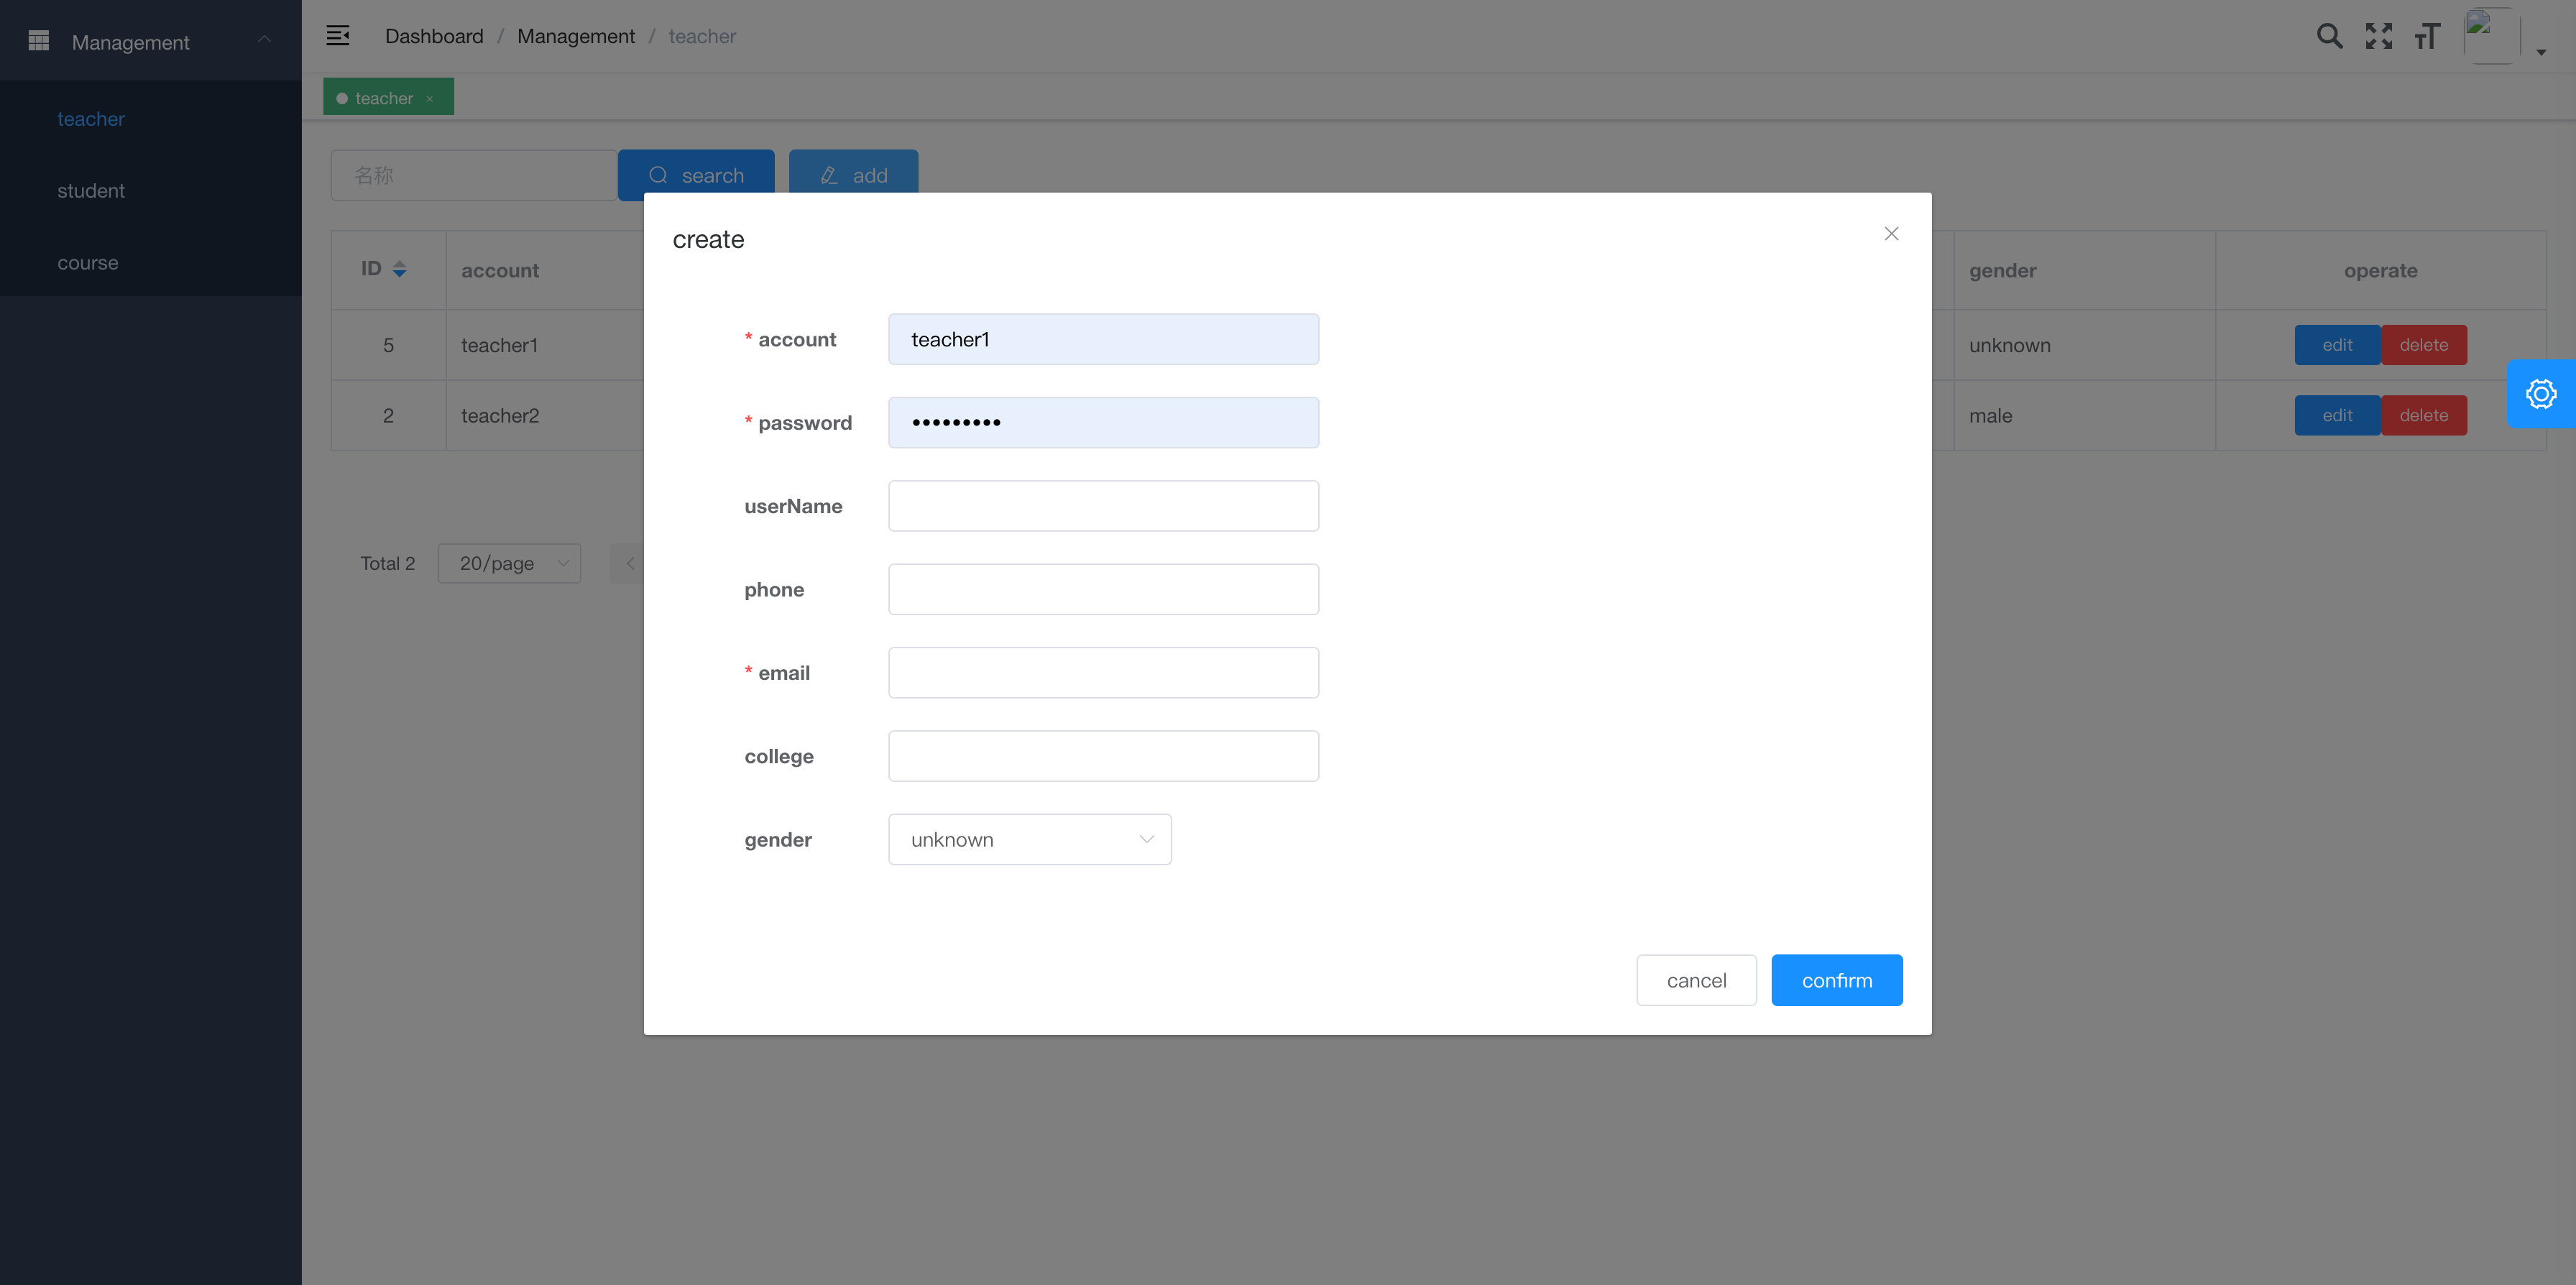 Management
teacher
student
course
Dashboard / Management / teacher
teacher ×
名称
search
add
ID account gender operate
5 teacher1 unknown edit delete
2 teacher2 male edit delete
Total 2 20/page
create
* account teacher1
* password •••••••••
userName
phone
* email
college
gender unknown
cancel confirm